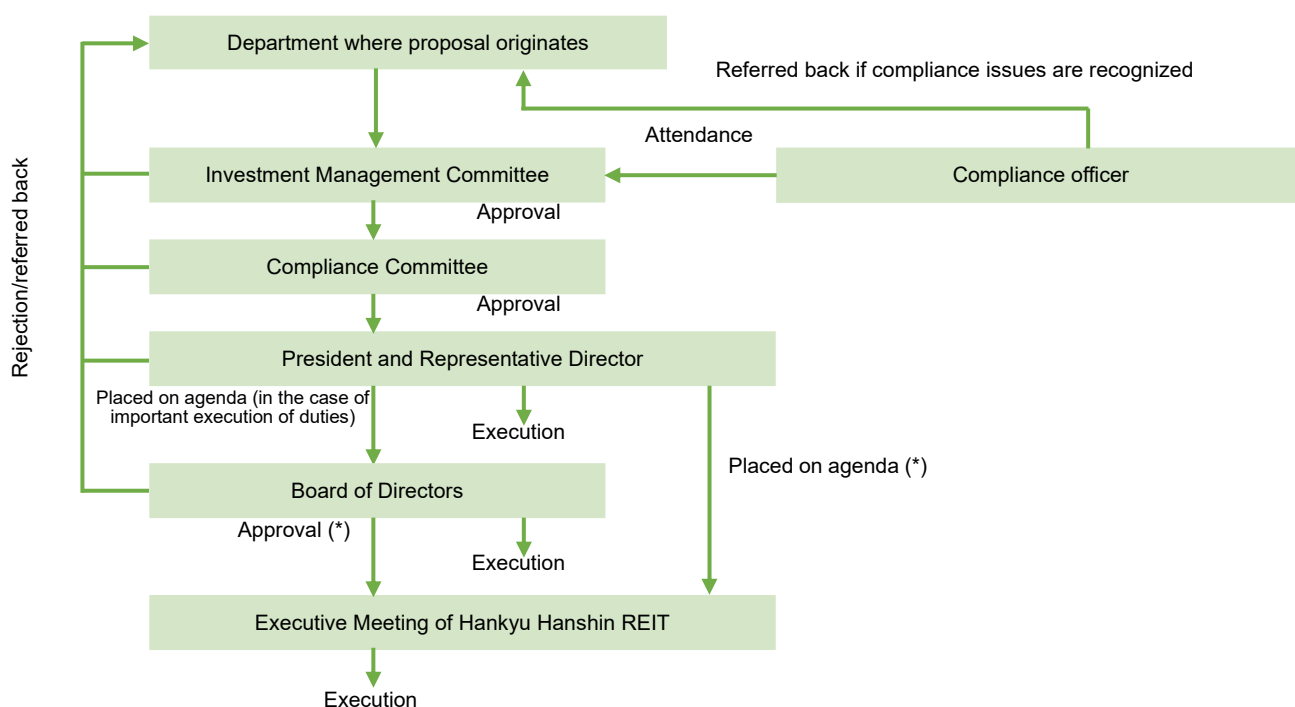 Department where proposal originates
Referred back if compliance issues are recognized
Attendance
Rejection/referred back
Investment Management Committee
Compliance officer
Approval
Compliance Committee
Approval
President and Representative Director
Placed on agenda (in the case of
important execution of duties)
Execution
Placed on agenda (*)
Board of Directors
Approval (*)
Execution
Executive Meeting of Hankyu Hanshin REIT
Execution